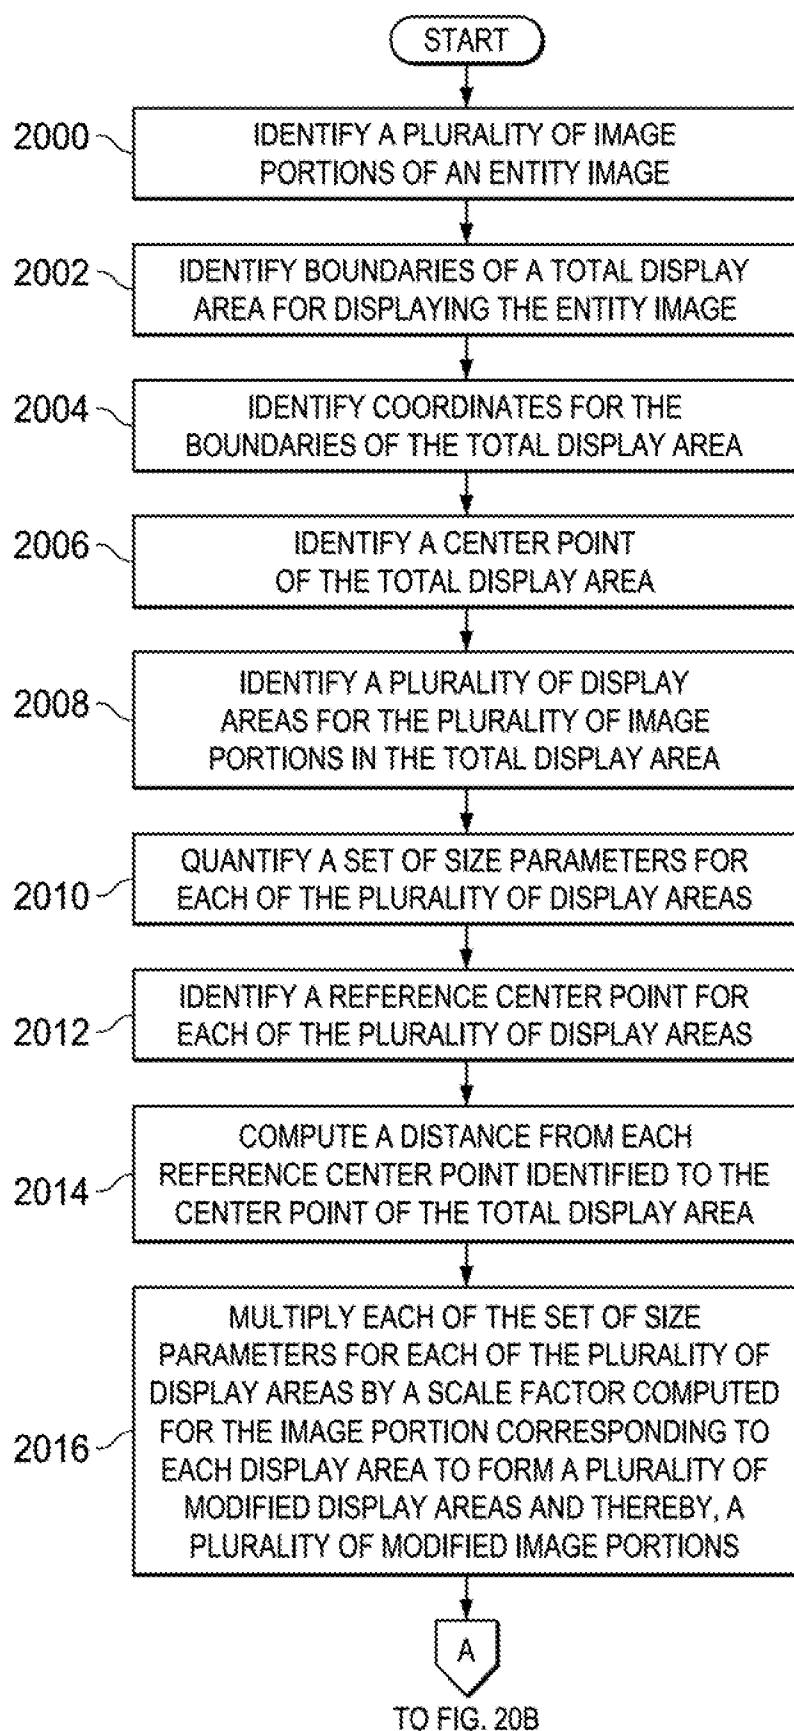 START
2000
IDENTIFY A PLURALITY OF IMAGE
PORTIONS OF AN ENTITY IMAGE
2002
IDENTIFY BOUNDARIES OF A TOTAL DISPLAY
AREA FOR DISPLAYING THE ENTITY IMAGE
2004
IDENTIFY COORDINATES FOR THE
BOUNDARIES OF THE TOTAL DISPLAY AREA
2006
IDENTIFY A CENTER POINT
OF THE TOTAL DISPLAY AREA
2008
IDENTIFY A PLURALITY OF DISPLAY
AREAS FOR THE PLURALITY OF IMAGE
PORTIONS IN THE TOTAL DISPLAY AREA
2010
QUANTIFY A SET OF SIZE PARAMETERS FOR
EACH OF THE PLURALITY OF DISPLAY AREAS
2012
IDENTIFY A REFERENCE CENTER POINT FOR
EACH OF THE PLURALITY OF DISPLAY AREAS
2014
COMPUTE A DISTANCE FROM EACH
REFERENCE CENTER POINT IDENTIFIED TO THE
CENTER POINT OF THE TOTAL DISPLAY AREA
2016
MULTIPLY EACH OF THE SET OF SIZE
PARAMETERS FOR EACH OF THE PLURALITY OF
DISPLAY AREAS BY A SCALE FACTOR COMPUTED
FOR THE IMAGE PORTION CORRESPONDING TO
EACH DISPLAY AREA TO FORM A PLURALITY OF
MODIFIED DISPLAY AREAS AND THEREBY, A
PLURALITY OF MODIFIED IMAGE PORTIONS
A
TO FIG. 20B